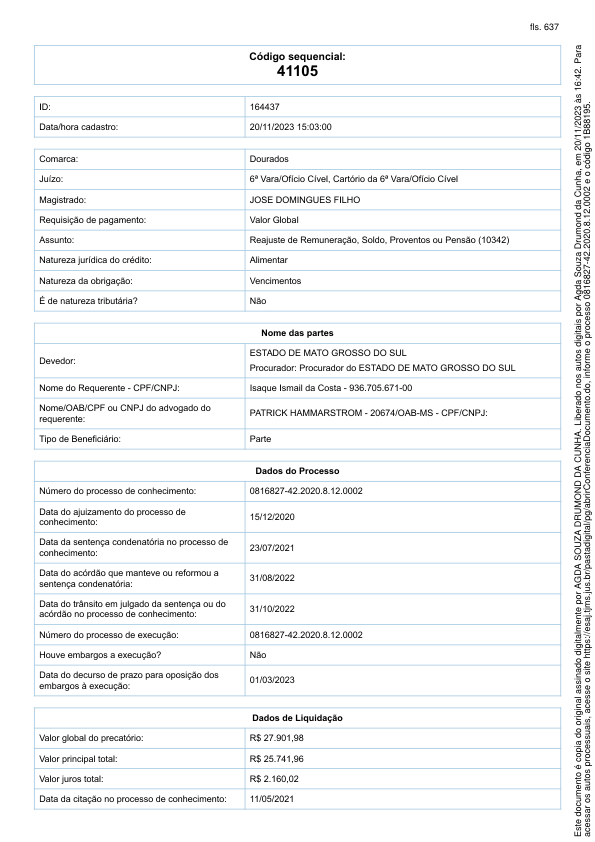 fls. 637
Código sequencial:
41105
ID: 164437
Data/hora cadastro: 20/11/2023 15:03:00
Comarca: Dourados
Juízo: 6ª Vara/Ofício Cível, Cartório da 6ª Vara/Ofício Cível
Magistrado: JOSE DOMINGUES FILHO
Requisição de pagamento: Valor Global
Assunto: Reajuste de Remuneração, Soldo, Proventos ou Pensão (10342)
Natureza jurídica do crédito: Alimentar
Natureza da obrigação: Vencimentos
É de natureza tributária? Não
Nome das partes
Devedor: ESTADO DE MATO GROSSO DO SUL
Procurador: Procurador do ESTADO DE MATO GROSSO DO SUL
Nome do Requerente - CPF/CNPJ: Isaque Ismail da Costa - 936.705.671-00
Nome/OAB/CPF ou CNPJ do advogado do
requerente: PATRICK HAMMARSTROM - 20674/OAB-MS - CPF/CNPJ:
Tipo de Beneficiário: Parte
Dados do Processo
Número do processo de conhecimento: 0816827-42.2020.8.12.0002
Data do ajuizamento do processo de
conhecimento: 15/12/2020
Data da sentença condenatória no processo de
conhecimento: 23/07/2021
Data do acórdão que manteve ou reformou a
sentença condenatória: 31/08/2022
Data do trânsito em julgado da sentença ou do
acórdão no processo de conhecimento: 31/10/2022
Número do processo de execução: 0816827-42.2020.8.12.0002
Houve embargos a execução? Não
Data do decurso de prazo para oposição dos
embargos à execução: 01/03/2023
Dados de Liquidação
Valor global do precatório: R$ 27.901,98
Valor principal total: R$ 25.741,96
Valor juros total: R$ 2.160,02
Data da citação no processo de conhecimento: 11/05/2021
Este documento é copia do original assinado digitalmente por AGDA SOUZA DRUMOND DA CUNHA. Liberado nos autos digitais por Agda Souza Drumond da Cunha, em 20/11/2023 às 16:42. Para
acessar os autos processuais, acesse o site https://esaj.tjms.jus.br/pastadigital/pg/abrirConferenciaDocumento.do, informe o processo 0816827-42.2020.8.12.0002 e o código 1B88195.